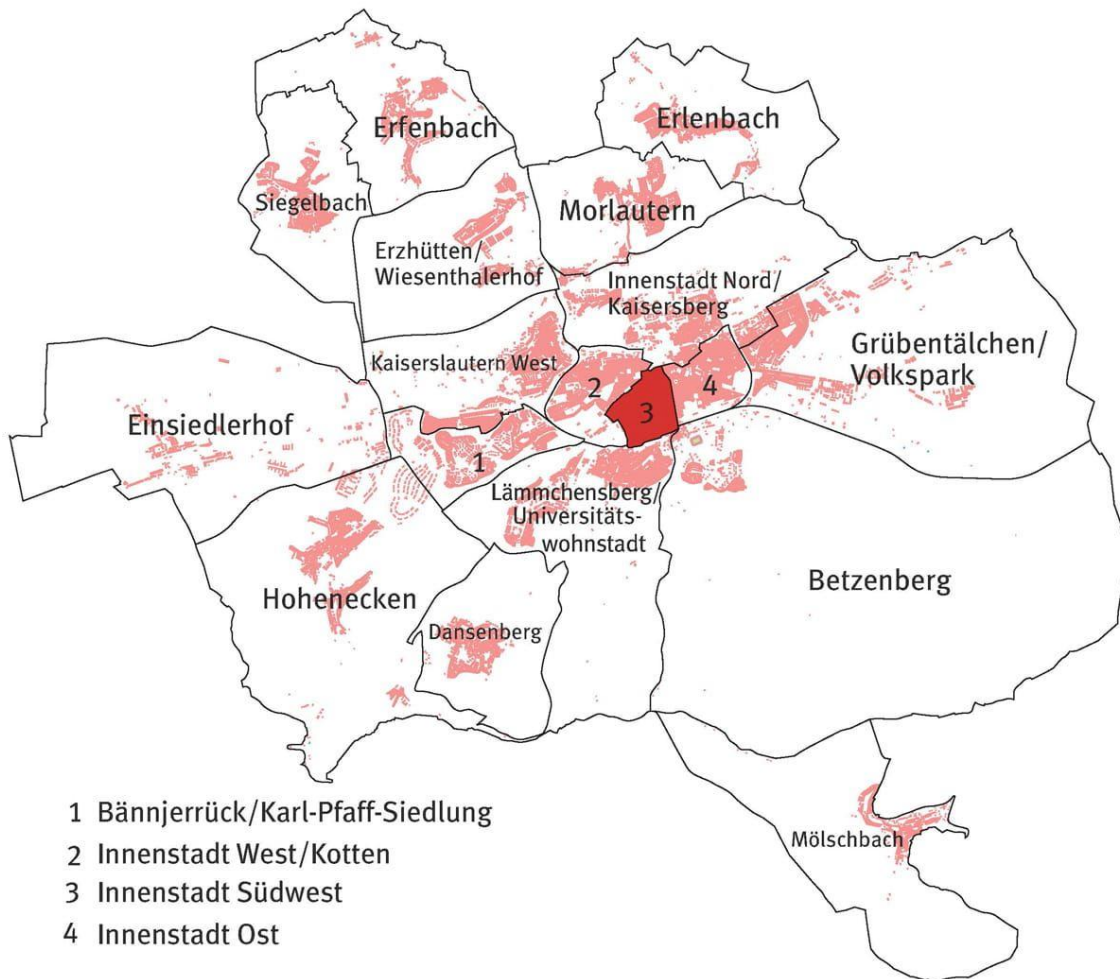 Erfenbach
Erlenbach
Siegelbach
Morlautern
Erzhütten/
Wiesenthalerhof
Innenstadt Nord/
Kaisersberg
Kaiserslautern West
Grübentälchen/
Volkspark
2
4
3
Einsiedlerhof
1
Lämmchensberg/
Universitäts-
wohnstadt
Betzenberg
Hohenecken
Dansenberg
Mölschbach
1 Bännjerrück/Karl-Pfaff-Siedlung
2 Innenstadt West/Kotten
3 Innenstadt Südwest
4 Innenstadt Ost